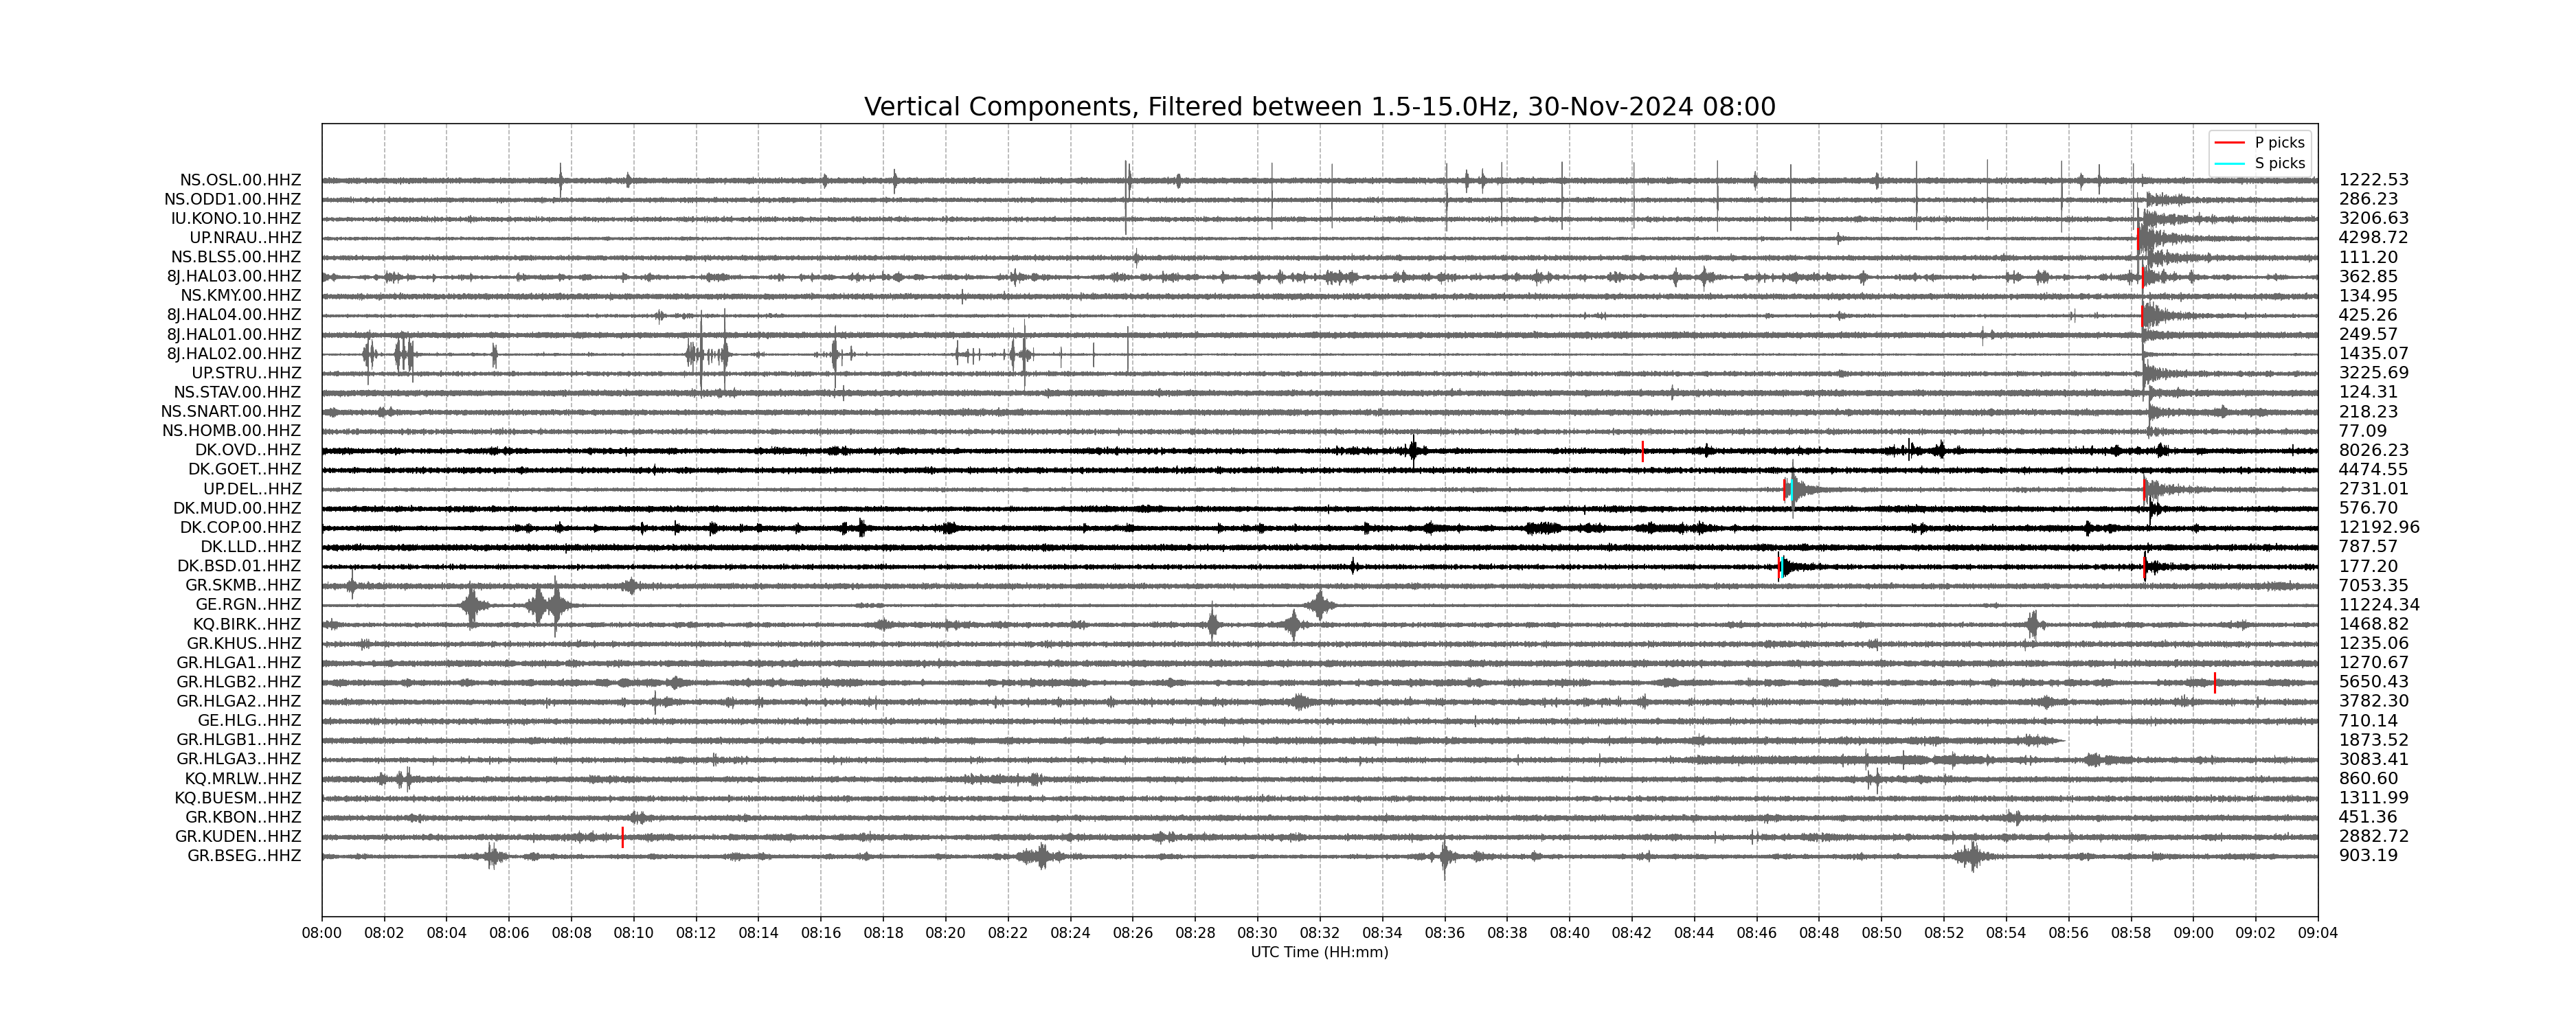 Vertical Components, Filtered between 1.5-15.0Hz, 30-Nov-2024 08:00
P picks
S picks
NS.OSL.00.HHZ 1222.53
NS.ODD1.00.HHZ 286.23
IU.KONO.10.HHZ 3206.63
UP.NRAU..HHZ 4298.72
NS.BLS5.00.HHZ 111.20
8J.HAL03.00.HHZ 362.85
NS.KMY.00.HHZ 134.95
8J.HAL04.00.HHZ 425.26
8J.HAL01.00.HHZ 249.57
8J.HAL02.00.HHZ 1435.07
UP.STRU..HHZ 3225.69
NS.STAV.00.HHZ 124.31
NS.SNART.00.HHZ 218.23
NS.HOMB.00.HHZ 77.09
DK.OVD..HHZ 8026.23
DK.GOET..HHZ 4474.55
UP.DEL..HHZ 2731.01
DK.MUD.00.HHZ 576.70
DK.COP.00.HHZ 12192.96
DK.LLD..HHZ 787.57
DK.BSD.01.HHZ 177.20
GR.SKMB..HHZ 7053.35
GE.RGN..HHZ 11224.34
KQ.BIRK..HHZ 1468.82
GR.KHUS..HHZ 1235.06
GR.HLGA1..HHZ 1270.67
GR.HLGB2..HHZ 5650.43
GR.HLGA2..HHZ 3782.30
GE.HLG..HHZ 710.14
GR.HLGB1..HHZ 1873.52
GR.HLGA3..HHZ 3083.41
KQ.MRLW..HHZ 860.60
KQ.BUESM..HHZ 1311.99
GR.KBON..HHZ 451.36
GR.KUDEN..HHZ 2882.72
GR.BSEG..HHZ 903.19
08:00 08:02 08:04 08:06 08:08 08:10 08:12 08:14 08:16 08:18 08:20 08:22 08:24 08:26 08:28 08:30 08:32 08:34 08:36 08:38 08:40 08:42 08:44 08:46 08:48 08:50 08:52 08:54 08:56 08:58 09:00 09:02 09:04
UTC Time (HH:mm)